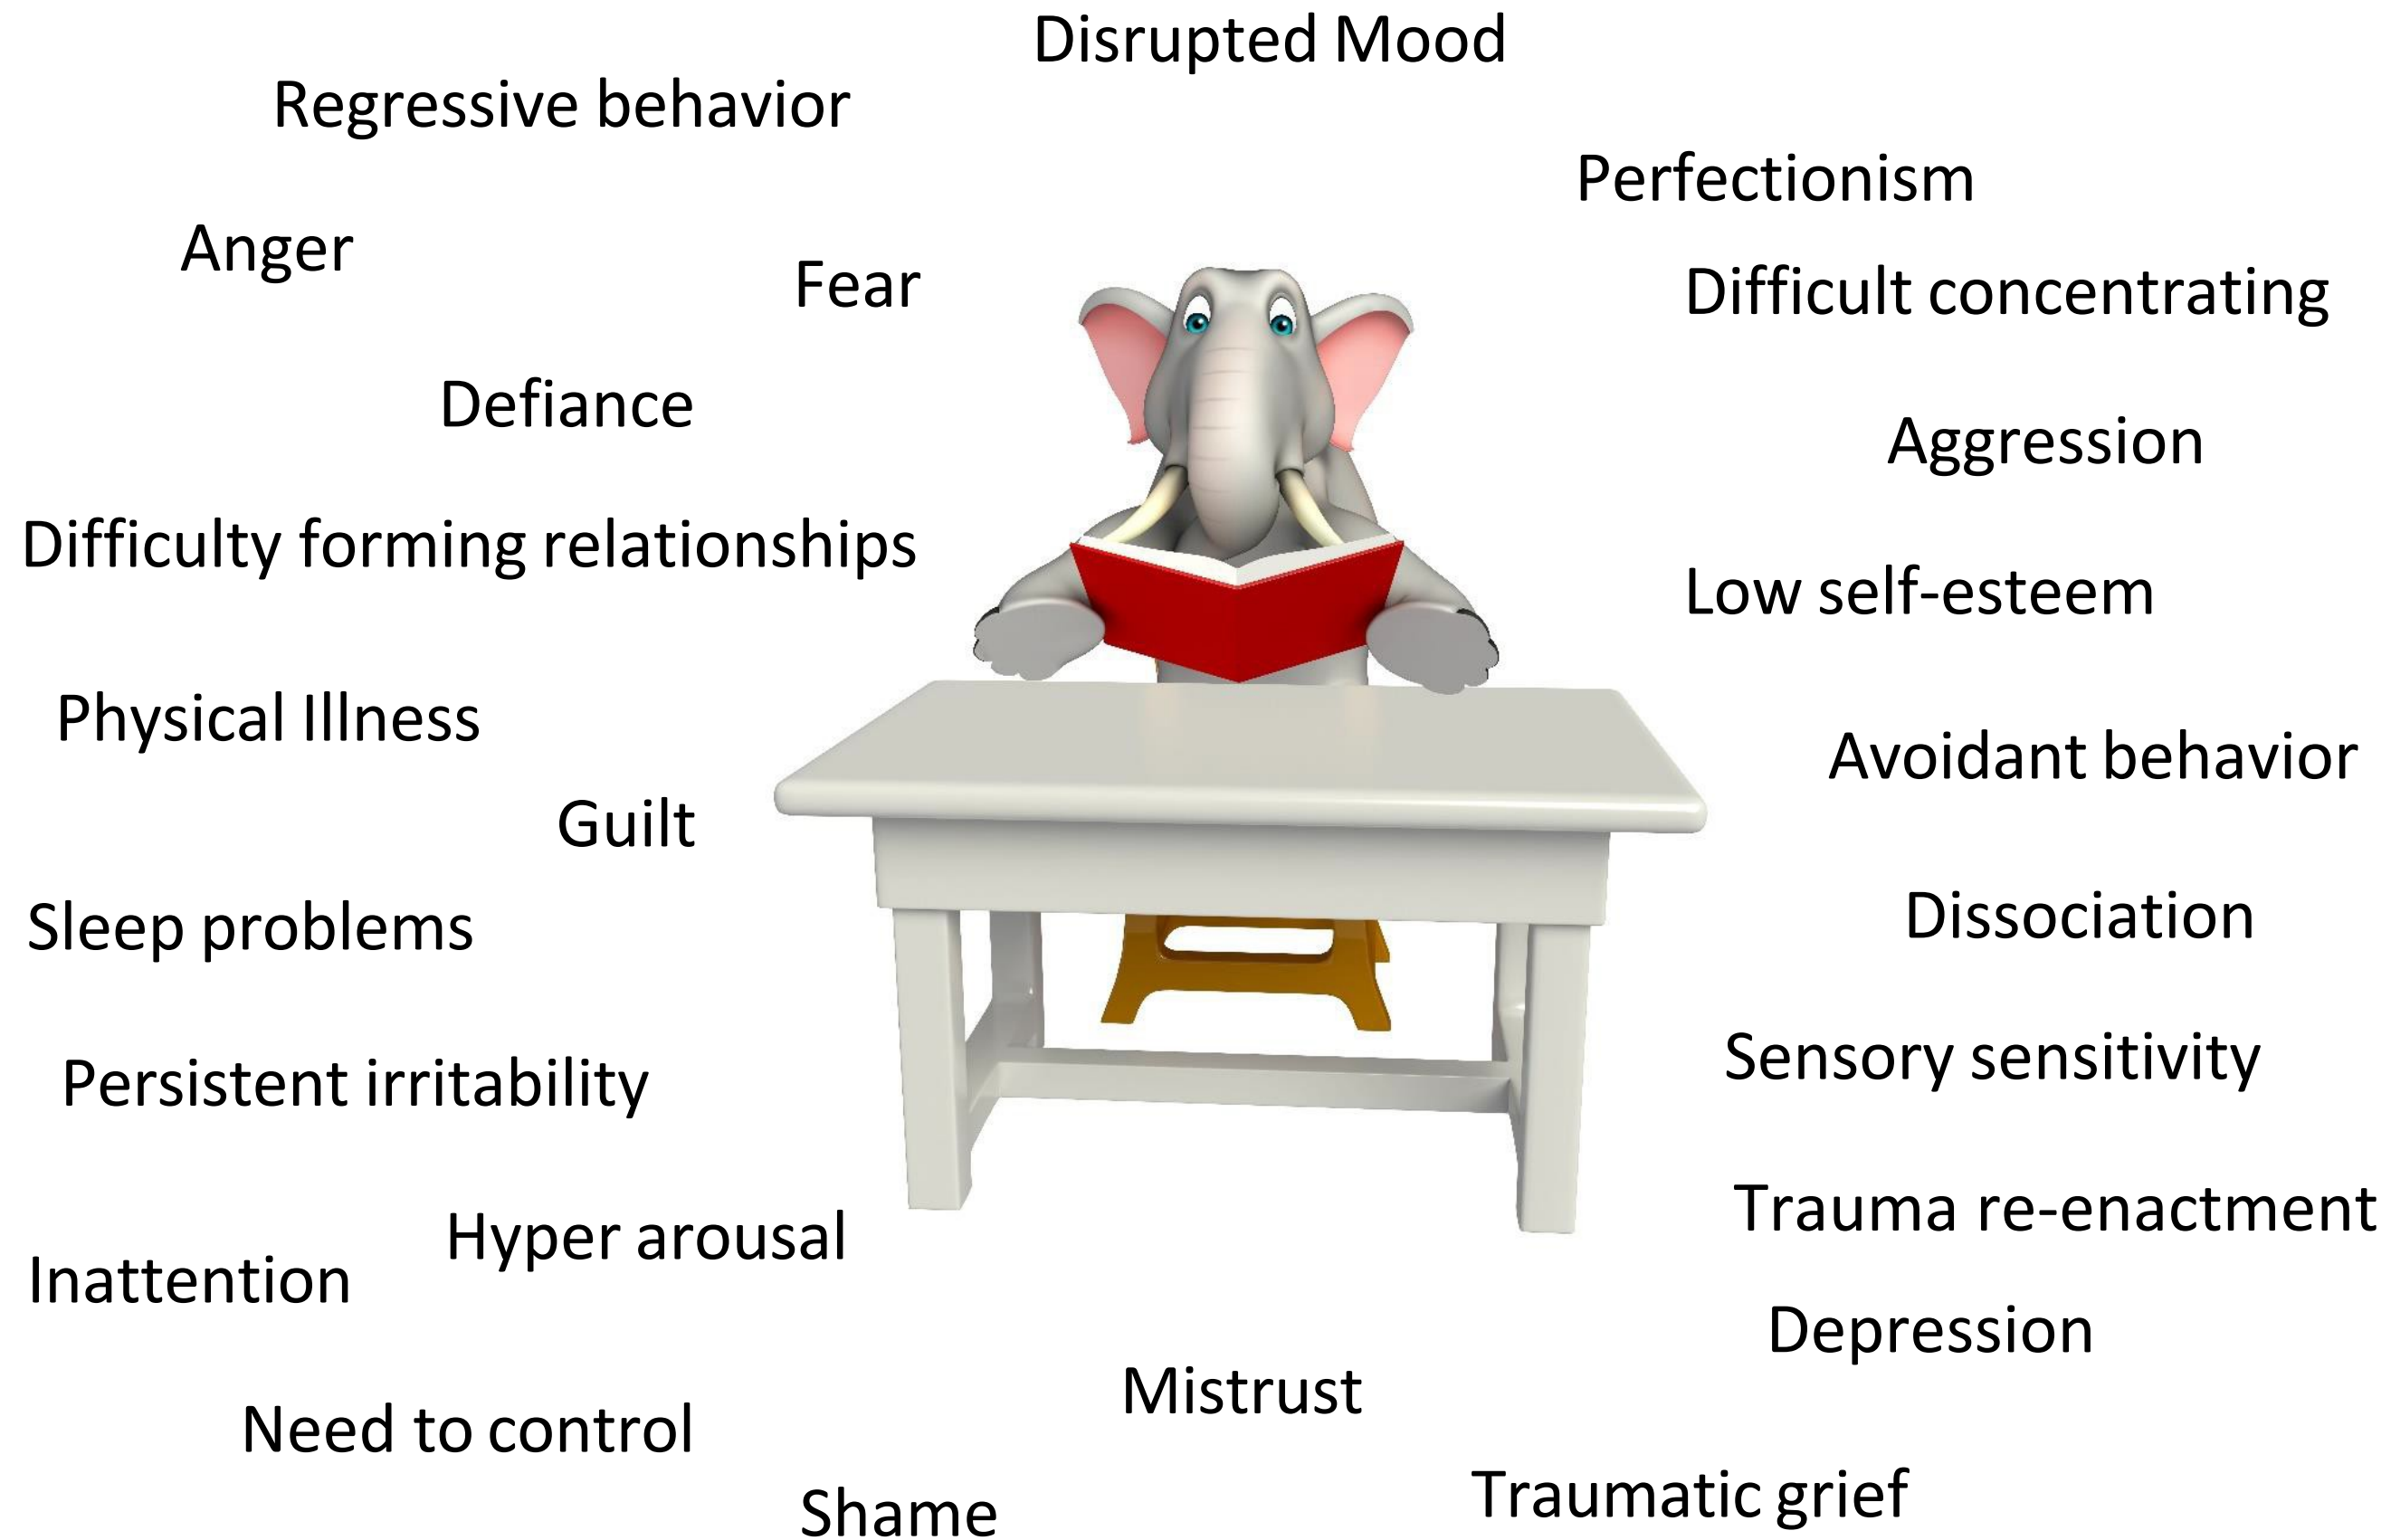 Disrupted Mood
Regressive behavior
Perfectionism
Anger
Fear
Difficult concentrating
Defiance
Aggression
Difficulty forming relationships
Low self-esteem
Physical Illness
Avoidant behavior
Guilt
Dissociation
Sleep problems
Sensory sensitivity
Persistent irritability
Trauma re-enactment
Hyper arousal
Inattention
Depression
Mistrust
Need to control
Traumatic grief
Shame